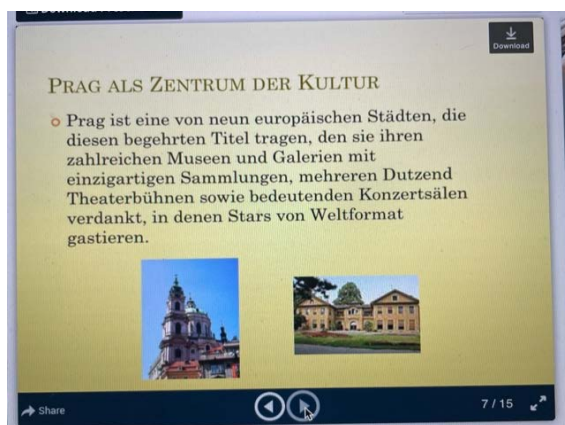 Download
PRAG ALS ZENTRUM DER KULTUR
Prag ist eine von neun europäischen Städten, die
diesen begehrten Titel tragen, den sie ihren
zahlreichen Museen und Galerien mit
einzigartigen Sammlungen, mehreren Dutzend
Theaterbühnen sowie bedeutenden Konzertsälen
verdankt, in denen Stars von Weltformat
gastieren.
Share
7 / 15